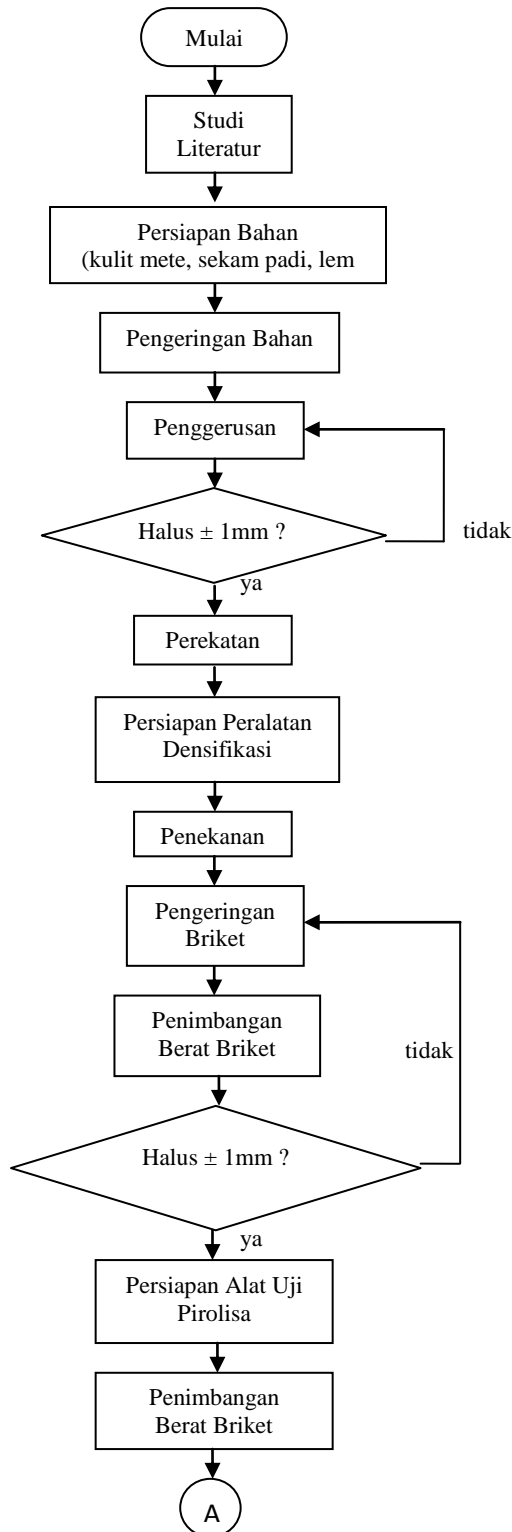 Mulai
Studi
Literatur
Persiapan Bahan
(kulit mete, sekam padi, lem
Pengeringan Bahan
Penggerusan
Halus ± 1mm ?
tidak
ya
Perekatan
Persiapan Peralatan
Densifikasi
Penekanan
Pengeringan
Briket
Penimbangan
Berat Briket
tidak
Halus ± 1mm ?
ya
Persiapan Alat Uji
Pirolisa
Penimbangan
Berat Briket
A